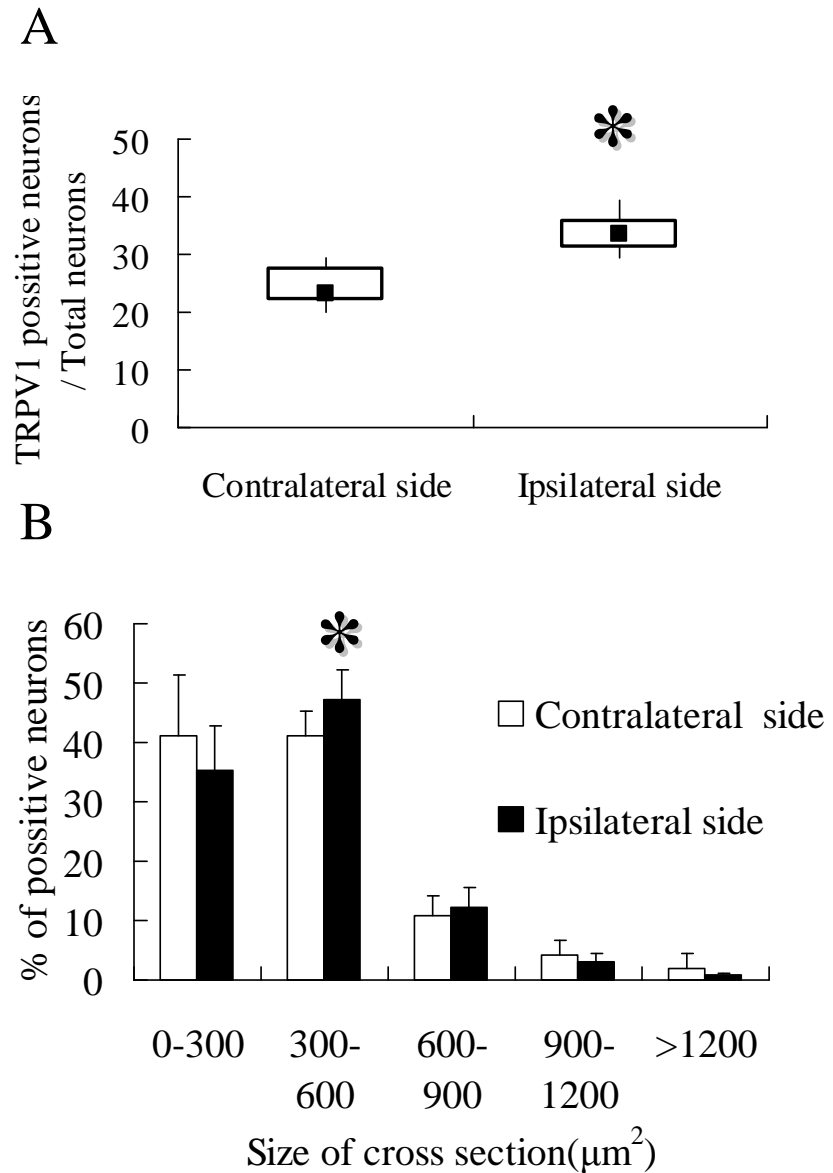 A
TRPV1 possitive neurons
/ Total neurons
50
40
30
20
10
0
Contralateral side
Ipsilateral side
*
B
% of possitive neurons
60
50
40
30
20
10
0
*
Contralateral side
Ipsilateral side
0-300
300-
600
600-
900
900-
1200
>1200
Size of cross section(μm²)